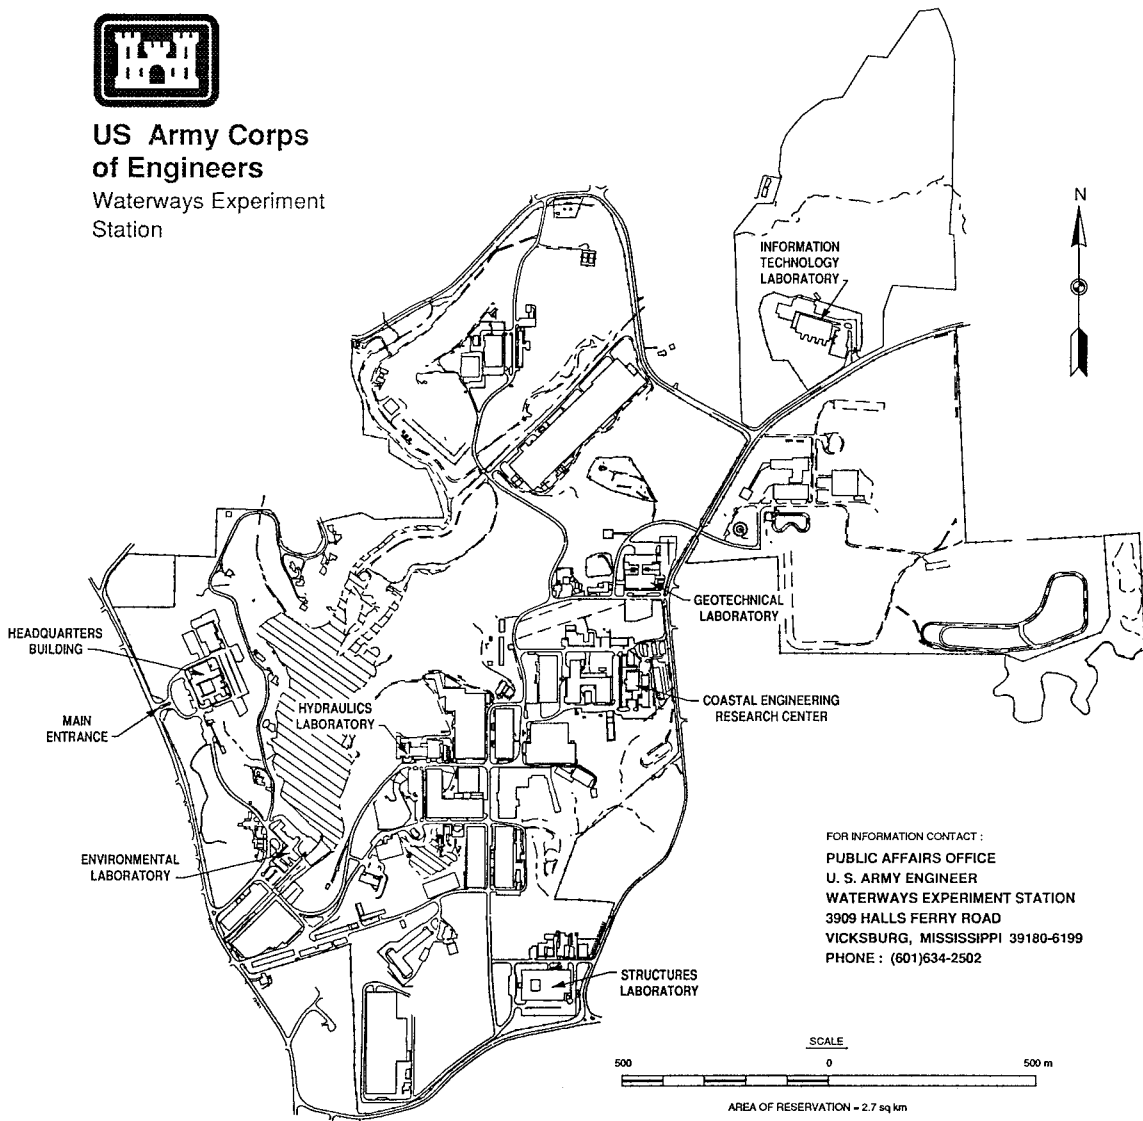 US Army Corps
of Engineers
Waterways Experiment
Station
N
INFORMATION
TECHNOLOGY
LABORATORY
GEOTECHNICAL
LABORATORY
HEADQUARTERS
BUILDING
MAIN
ENTRANCE
HYDRAULICS
LABORATORY
COASTAL ENGINEERING
RESEARCH CENTER
ENVIRONMENTAL
LABORATORY
STRUCTURES
LABORATORY
FOR INFORMATION CONTACT :
PUBLIC AFFAIRS OFFICE
U. S. ARMY ENGINEER
WATERWAYS EXPERIMENT STATION
3909 HALLS FERRY ROAD
VICKSBURG, MISSISSIPPI 39180-6199
PHONE : (601)634-2502
SCALE
500 0 500 m
AREA OF RESERVATION = 2.7 sq km